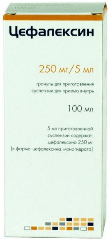 Цефалексин
250 мг/5 мл
гранулы для приготовления
суспензии для приема внутрь
100 мл
5 мл приготовленной
суспензии содержат:
цефалексина 250 мг
(в форме цефалексина моногидрата)